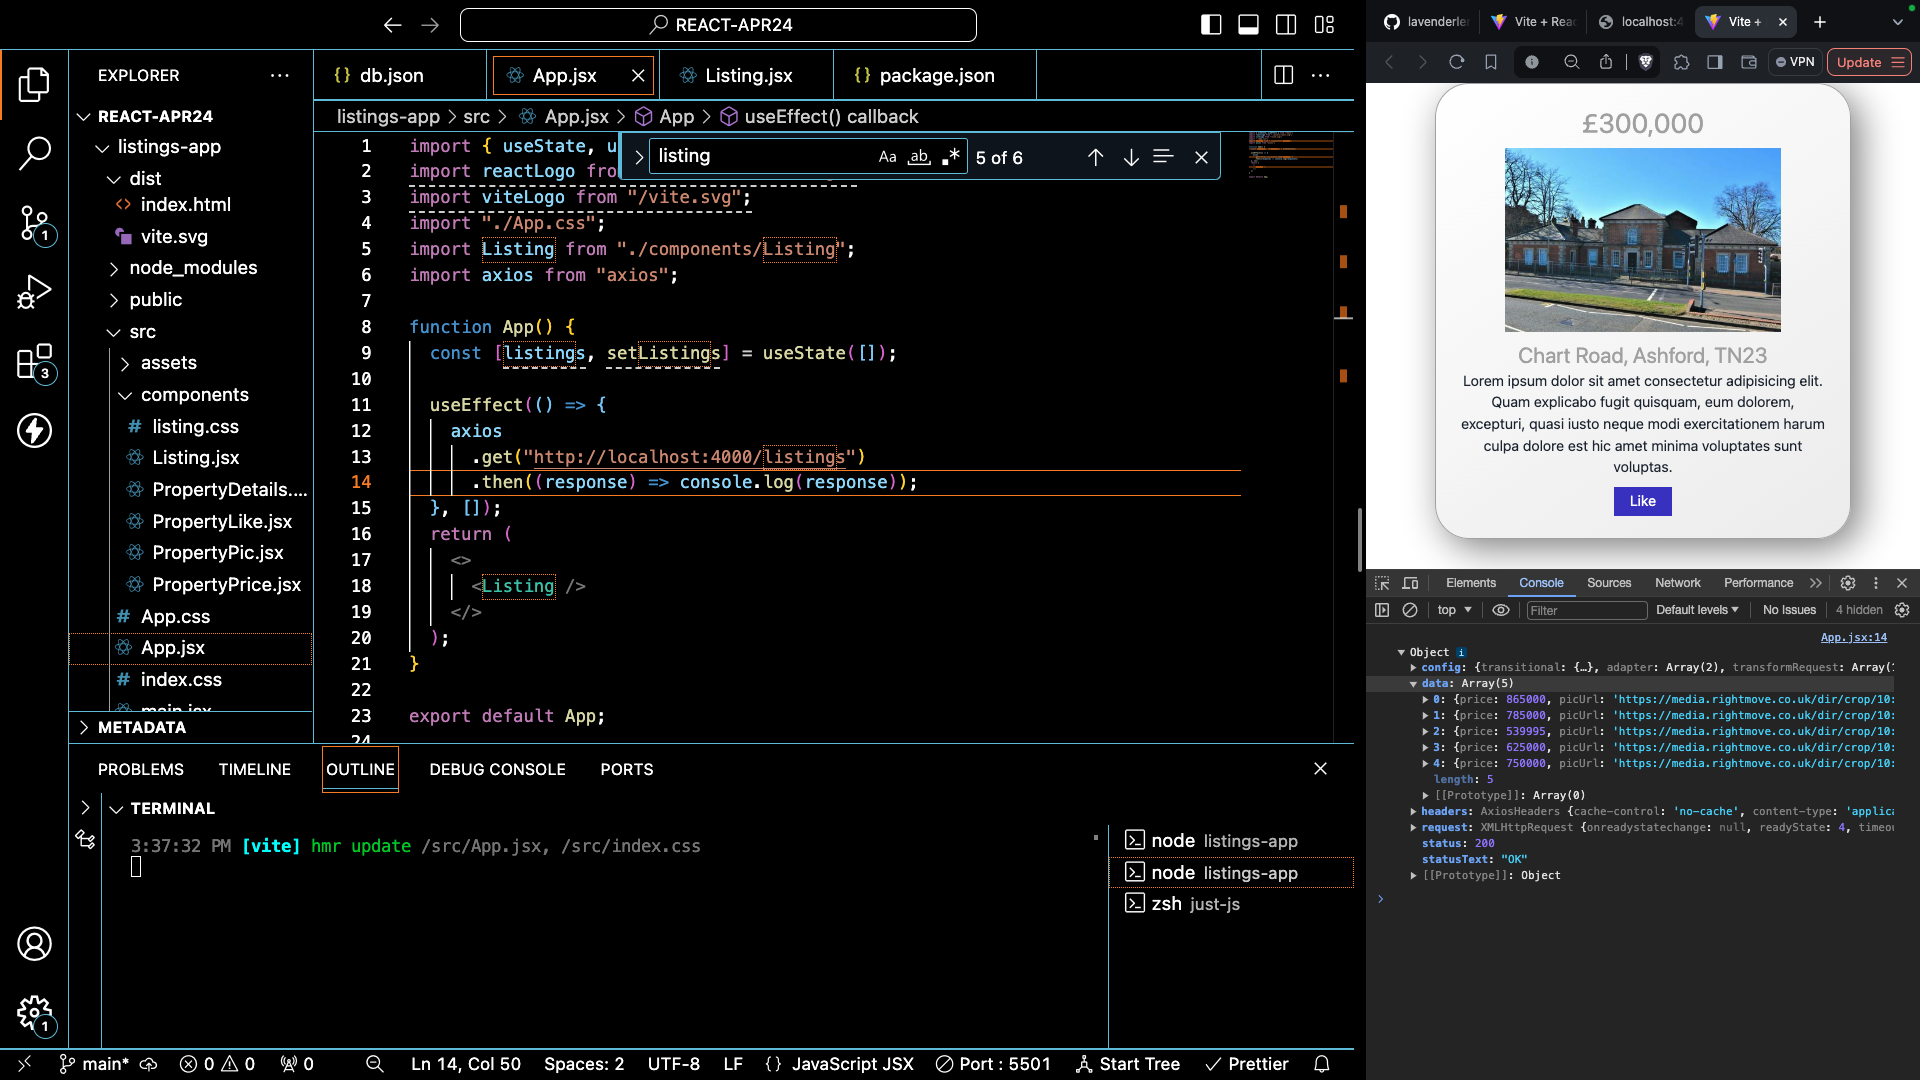 REACT-APR24
EXPLORER
REACT-APR24
listings-app
dist
index.html
vite.svg
node_modules
public
src
assets
components
listing.css
Listing.jsx
PropertyDetails....
PropertyLike.jsx
PropertyPic.jsx
PropertyPrice.jsx
App.css
App.jsx
index.css
main.jsx
METADATA
1
3
1
{} db.json
App.jsx
Listing.jsx
{} package.json
listings-app > src > App.jsx > App > useEffect() callback
listing
Aa ab .* 5 of 6
1 import { useState, u
2 import reactLogo fro
3 import viteLogo from "/vite.svg";
4 import "./App.css";
5 import Listing from "./components/Listing";
6 import axios from "axios";
7
8 function App() {
9 const [listings, setListings] = useState([]);
10
11 useEffect(() => {
12 axios
13 .get("http://localhost:4000/listings")
14 .then((response) => console.log(response));
15 }, []);
16 return (
17 <>
18 <Listing />
19 </>
20 );
21 }
22
23 export default App;
24
PROBLEMS TIMELINE OUTLINE DEBUG CONSOLE PORTS
TERMINAL
3:37:32 PM [vite] hmr update /src/App.jsx, /src/index.css
node listings-app
node listings-app
zsh just-js
main* 0 0 0 Ln 14, Col 50 Spaces: 2 UTF-8 LF {} JavaScript JSX Port : 5501 Start Tree Prettier
lavenderle
Vite + Rea
localhost:4
Vite +
VPN
Update
£300,000
Chart Road, Ashford, TN23
Lorem ipsum dolor sit amet consectetur adipisicing elit.
Quam explicabo fugit quisquam, eum dolorem,
excepturi, quasi iusto neque modi exercitationem harum
culpa dolore est hic amet minima voluptates sunt
voluptas.
Like
Elements Console Sources Network Performance
top Filter Default levels No Issues 4 hidden
App.jsx:14
Object i
config: {transitional: {…}, adapter: Array(2), transformRequest: Array(1
data: Array(5)
0: {price: 865000, picUrl: 'https://media.rightmove.co.uk/dir/crop/10:
1: {price: 785000, picUrl: 'https://media.rightmove.co.uk/dir/crop/10:
2: {price: 539995, picUrl: 'https://media.rightmove.co.uk/dir/crop/10:
3: {price: 625000, picUrl: 'https://media.rightmove.co.uk/dir/crop/10:
4: {price: 750000, picUrl: 'https://media.rightmove.co.uk/dir/crop/10:
length: 5
[[Prototype]]: Array(0)
headers: AxiosHeaders {cache-control: 'no-cache', content-type: 'applica
request: XMLHttpRequest {onreadystatechange: null, readyState: 4, timeou
status: 200
statusText: "OK"
[[Prototype]]: Object